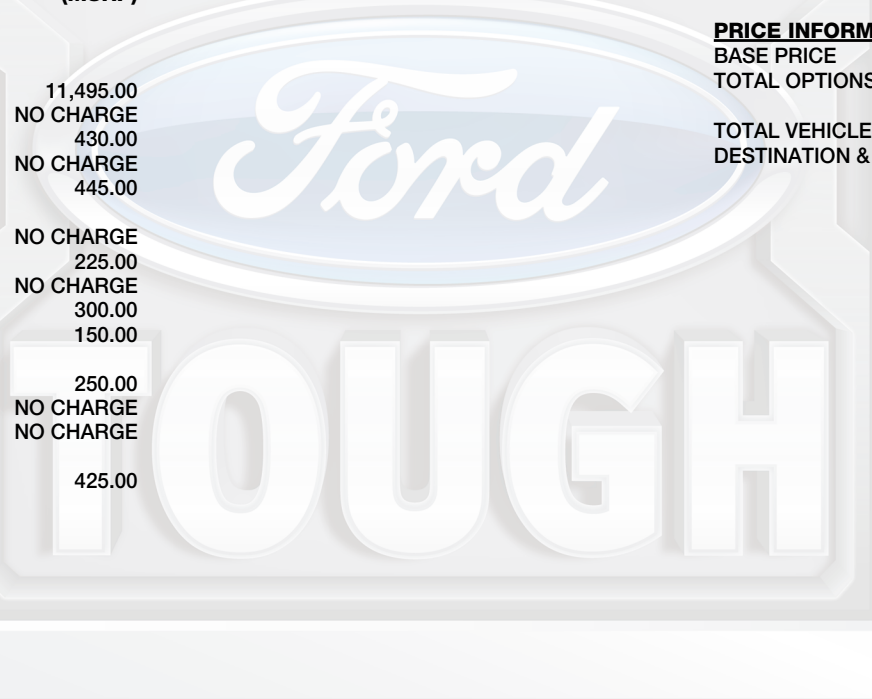 PRICE INFORM
BASE PRICE
TOTAL OPTIONS
TOTAL VEHICLE
DESTINATION &
11,495.00
NO CHARGE
430.00
NO CHARGE
445.00
NO CHARGE
225.00
NO CHARGE
300.00
150.00
250.00
NO CHARGE
NO CHARGE
425.00
Ford
TOUGH